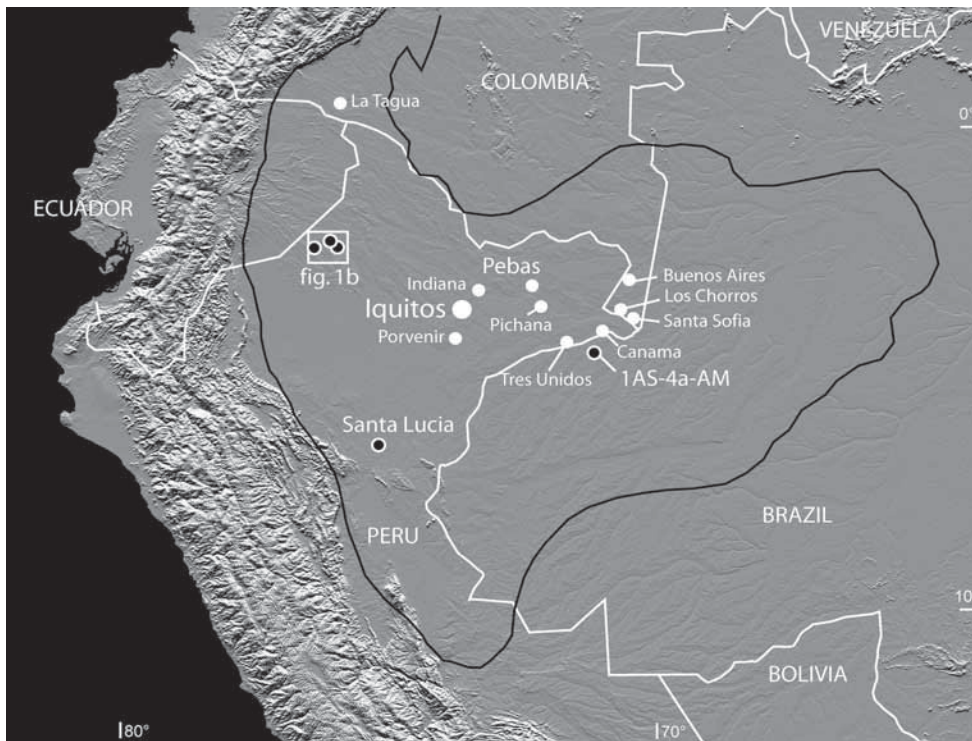 VENEZUELA
COLOMBIA
La Tagua
0°
ECUADOR
fig. 1b
Pebas
Indiana
Buenos Aires
Iquitos
Los Chorros
Pichana
Santa Sofia
Porvenir
Canama
Tres Unidos
1AS-4a-AM
Santa Lucia
BRAZIL
PERU
10°
BOLIVIA
80°
70°